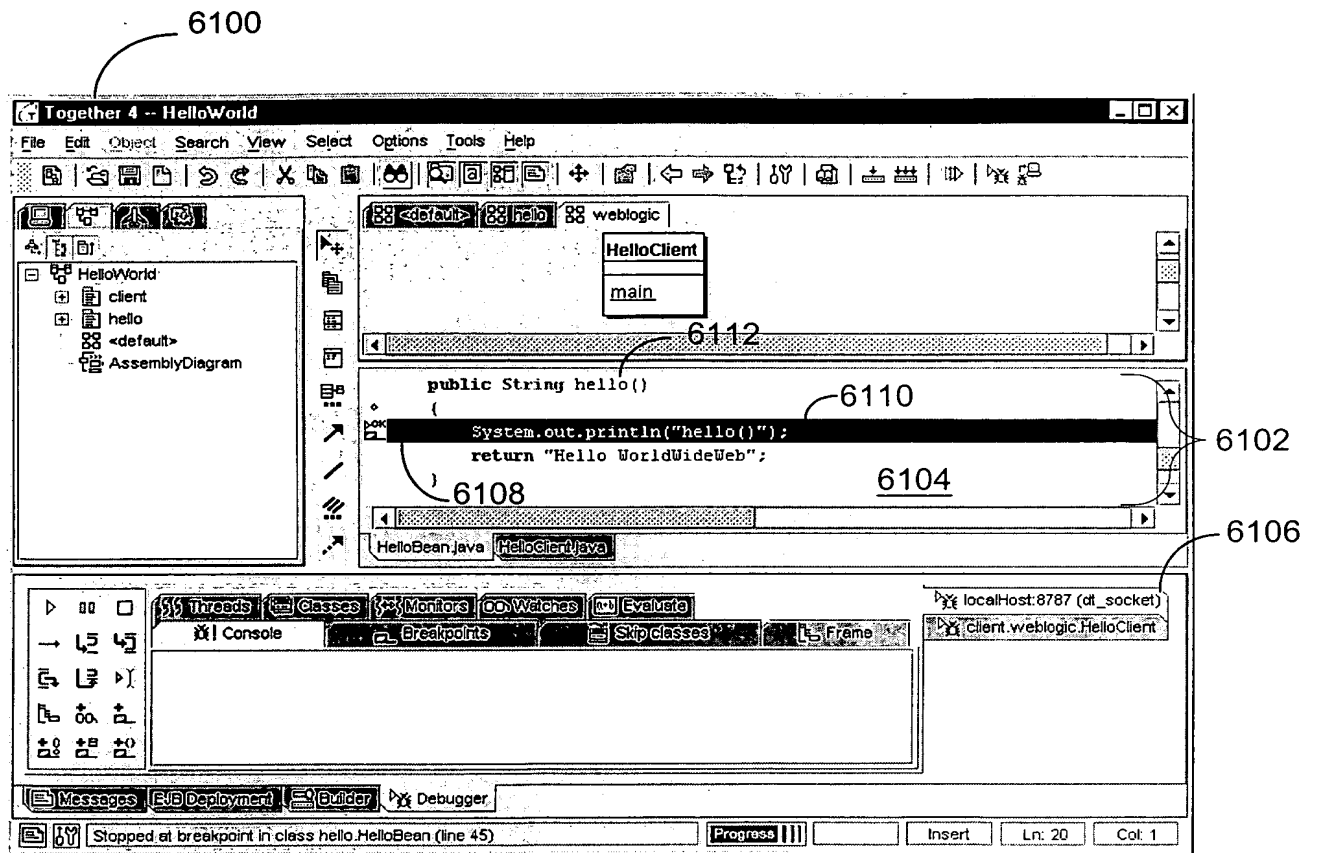 6100
Together 4 -- HelloWorld
File Edit Object Search View Select Options Tools Help
<default> hello weblogic
HelloClient
main
HelloWorld
client
hello
<default>
AssemblyDiagram
6112
public String hello()
6110
{
System.out.println("hello()");
6102
return "Hello WorldWideWeb";
}
6108
6104
HelloBean.java HelloClient.java
6106
Threads Classes Monitors Watches Evaluate
localHost:8787 (dt_socket)
Console Breakpoints Skip classes Frame
client.weblogic.HelloClient
Messages EJB Deployment Builder Debugger
Stopped at breakpoint in class hello.HelloBean (line 45) Progress Insert Ln: 20 Col: 1